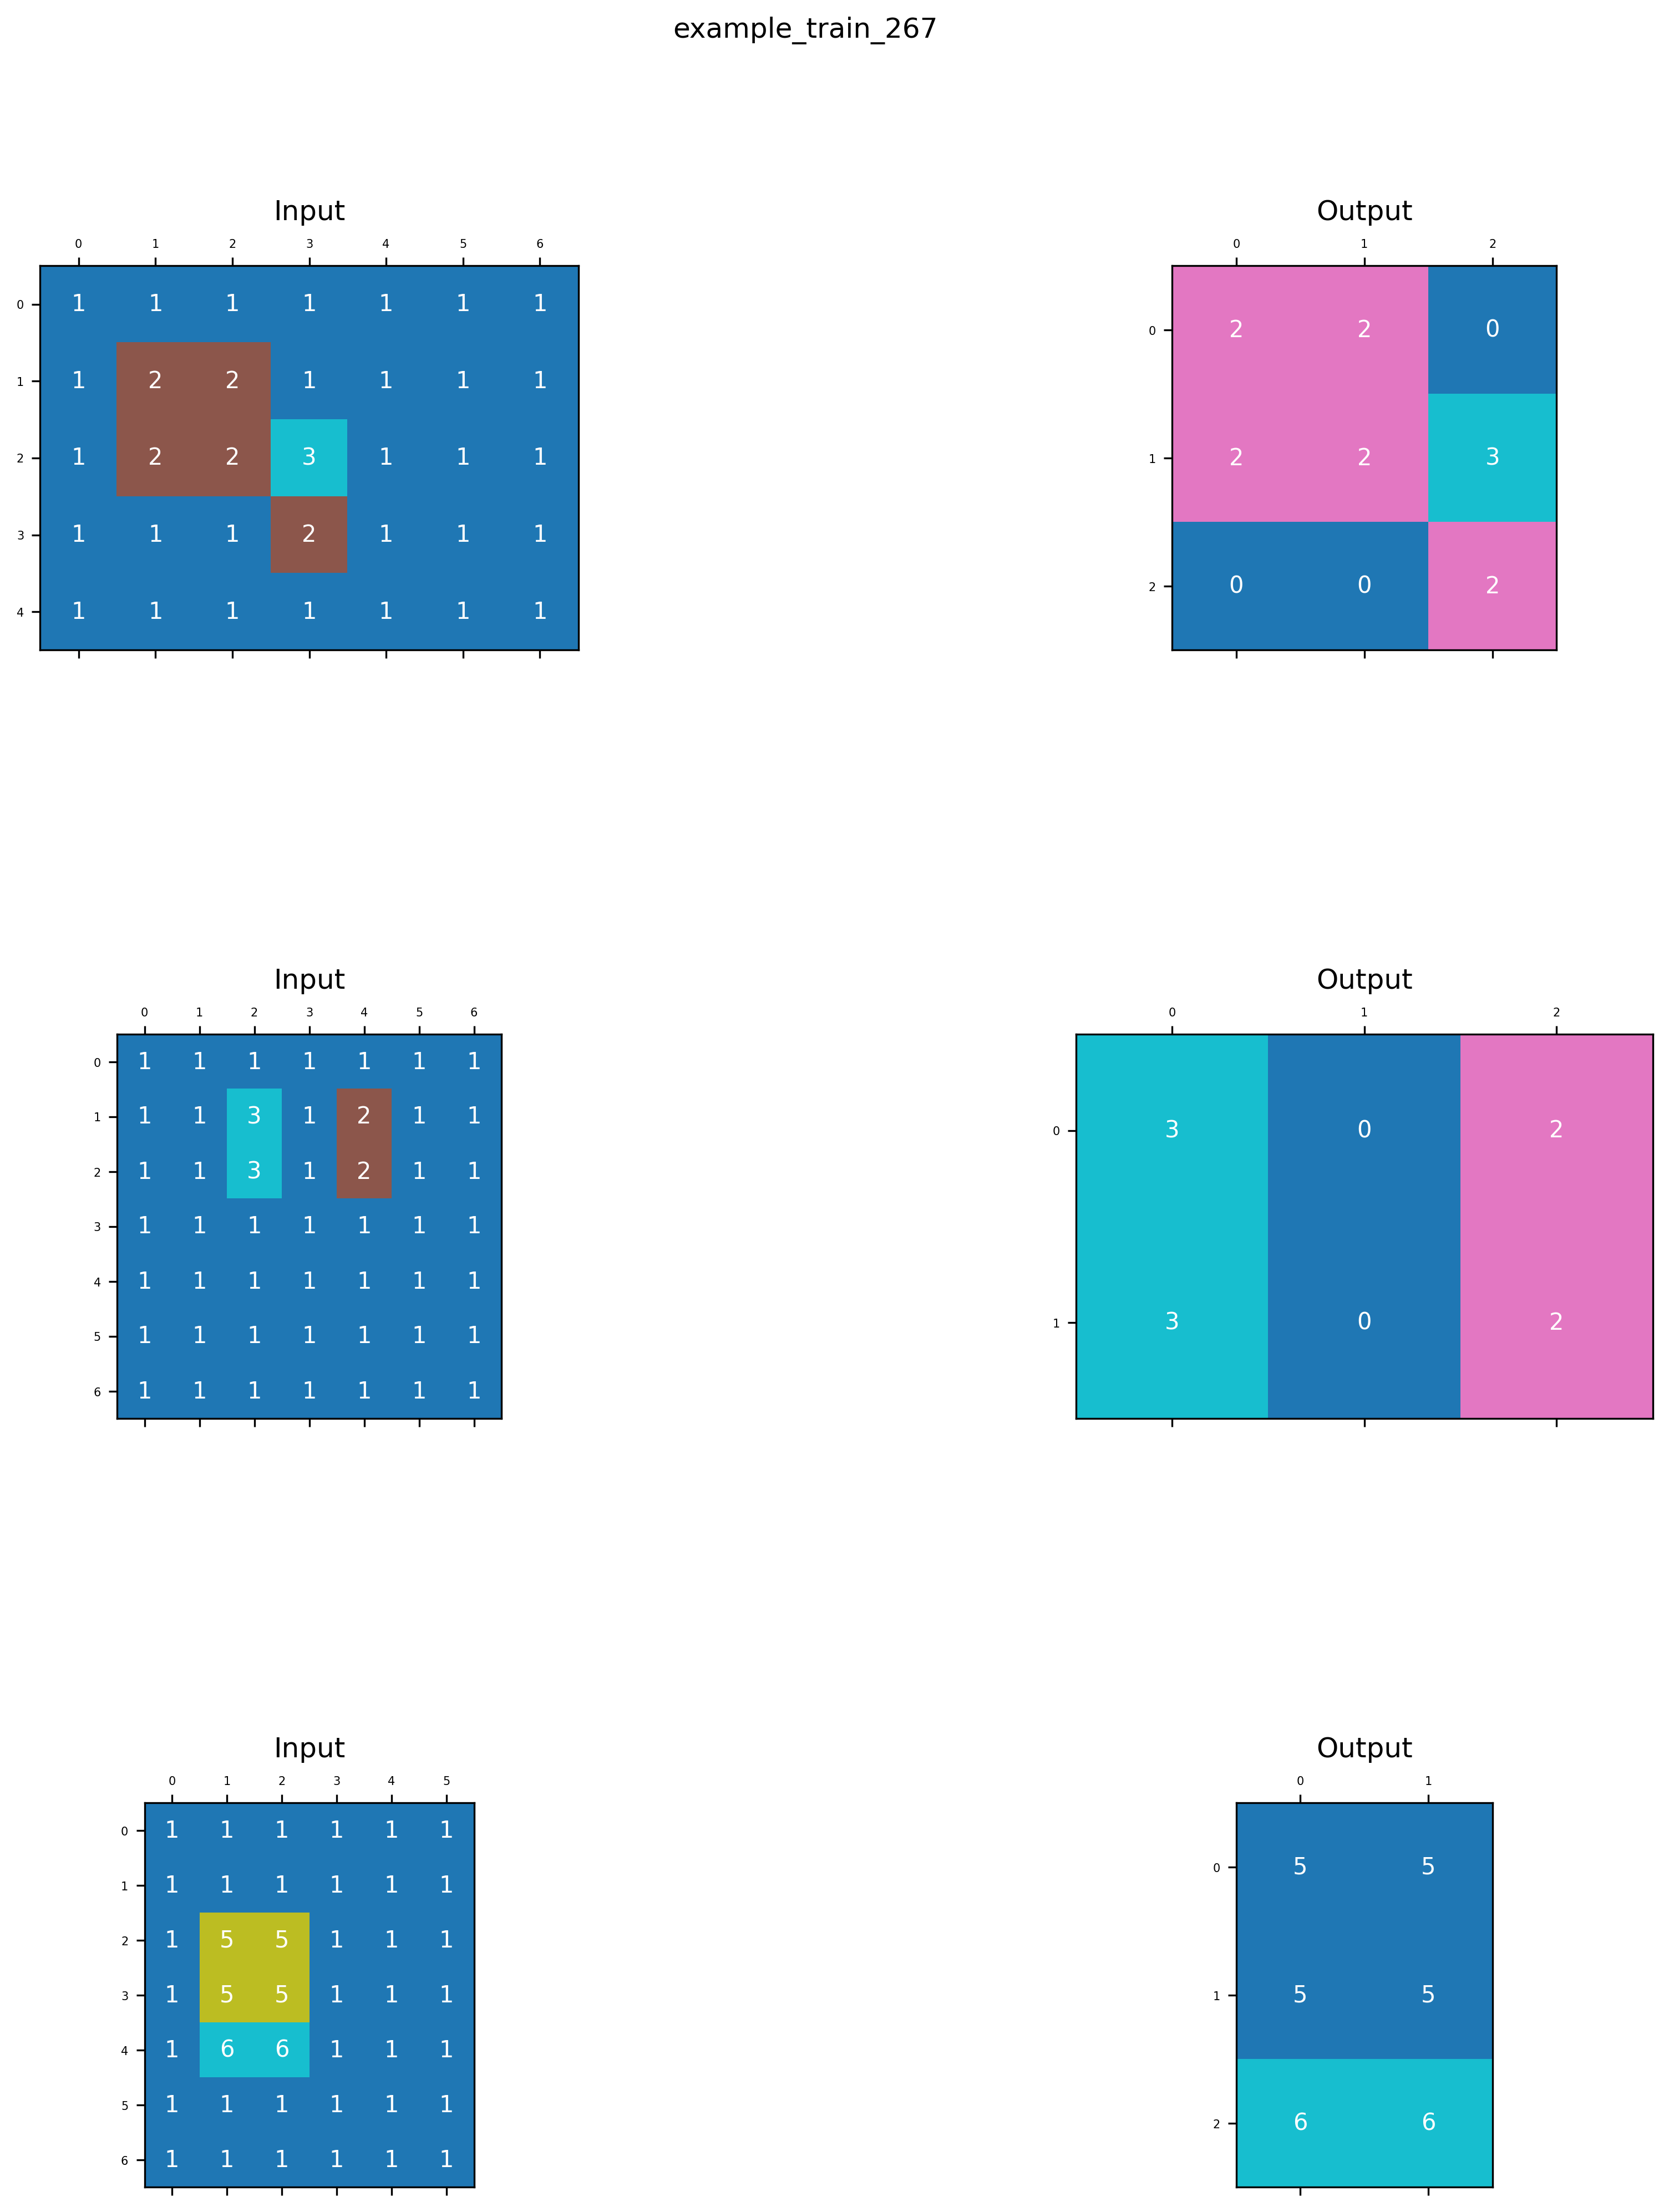 example_train_267
Input
0 1 2 3 4 5 6
0 1 1 1 1 1 1 1
1 1 2 2 1 1 1 1
2 1 2 2 3 1 1 1
3 1 1 1 2 1 1 1
4 1 1 1 1 1 1 1
Output
0 1 2
0 2 2 0
1 2 2 3
2 0 0 2
Input
0 1 2 3 4 5 6
0 1 1 1 1 1 1 1
1 1 1 3 1 2 1 1
2 1 1 3 1 2 1 1
3 1 1 1 1 1 1 1
4 1 1 1 1 1 1 1
5 1 1 1 1 1 1 1
6 1 1 1 1 1 1 1
Output
0 1 2
0 3 0 2
1 3 0 2
Input
0 1 2 3 4 5
0 1 1 1 1 1 1
1 1 1 1 1 1 1
2 1 5 5 1 1 1
3 1 5 5 1 1 1
4 1 6 6 1 1 1
5 1 1 1 1 1 1
6 1 1 1 1 1 1
Output
0 1
0 5 5
1 5 5
2 6 6